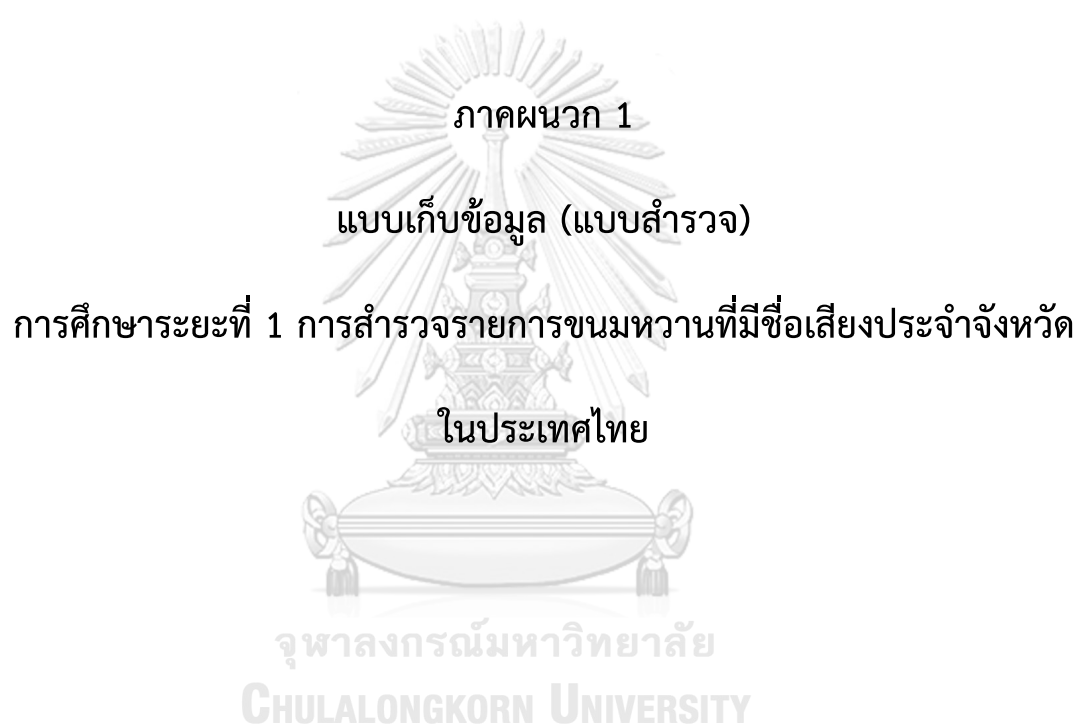 ภาคผนวก 1
แบบเก็บข้อมูล (แบบสำรวจ)
การศึกษาระยะที่ 1 การสำรวจรายการขนมหวานที่มีชื่อเสียงประจำจังหวัด
ในประเทศไทย
จุฬาลงกรณ์มหาวิทยาลัย
CHULALONGKORN UNIVERSITY